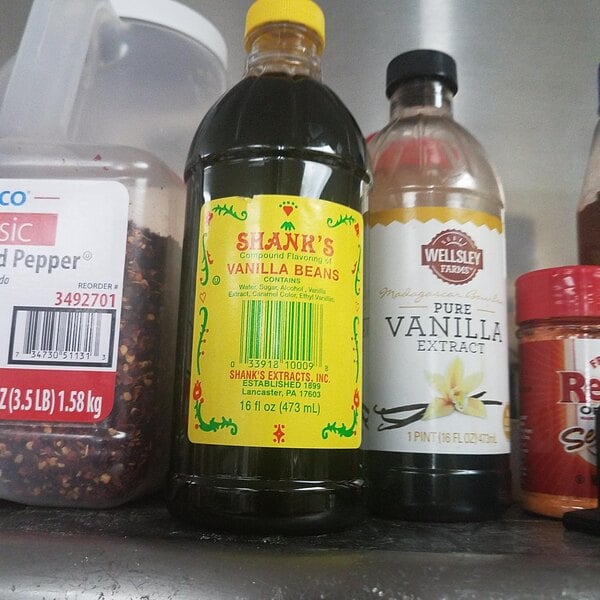 CO®
SIC
d Pepper
REORDER #
3492701
7 34730 51131 3
Z (3.5 LB) 1.58 kg
SHANK'S
Compound Flavoring of
VANILLA BEANS
CONTAINS
Water, Sugar, Alcohol, Vanilla
Extract, Caramel Color, Ethyl Vanillin
0 33918 10009 8
SHANK'S EXTRACTS, INC.
ESTABLISHED 1899
Lancaster, PA 17603
16 fl oz (473 mL)
WELLSLEY
FARMS
Madagascar
PURE
VANILLA
EXTRACT
1 PINT (16 FL OZ) 473mL
Re
Se